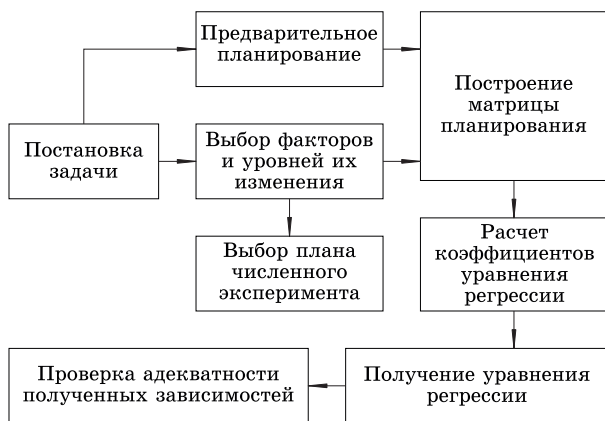 Предварительное
планирование
Построение
матрицы
планирования
Постановка
задачи
Выбор факторов
и уровней их
изменения
Выбор плана
численного
эксперимента
Расчет
коэффициентов
уравнения
регрессии
Проверка адекватности
полученных зависимостей
Получение уравнения
регрессии